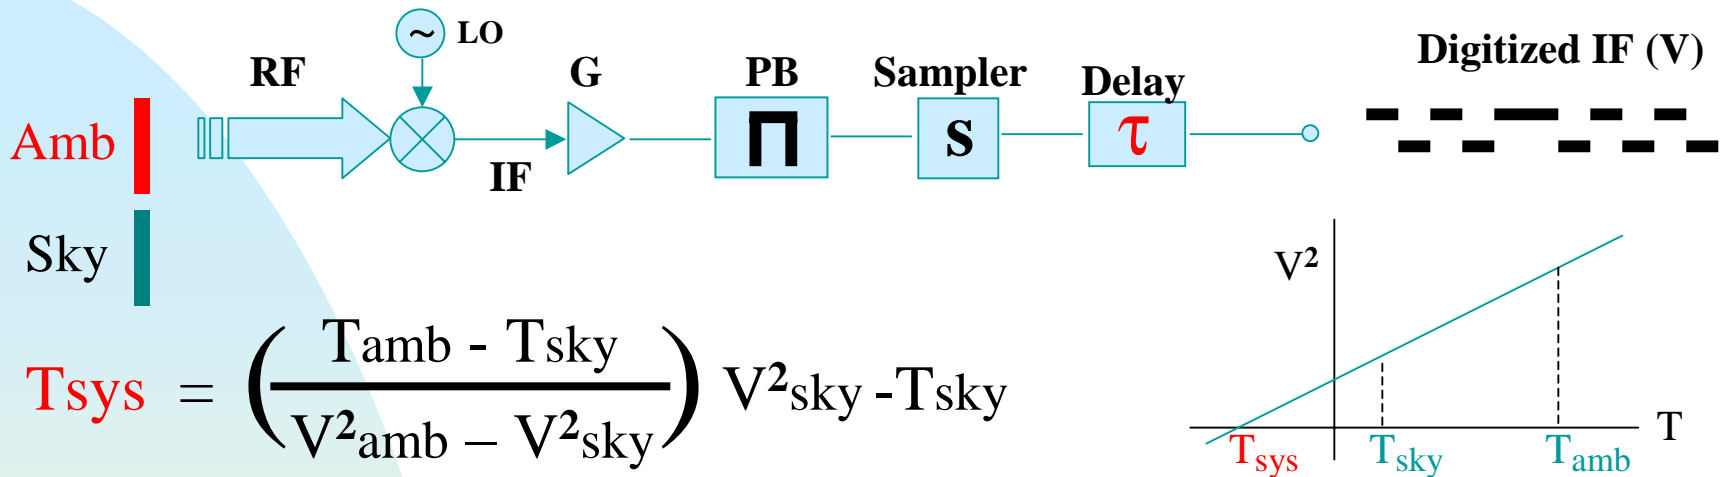 ~ LO
RF G PB Sampler Delay Digitized IF (V)
Amb
Π S τ
IF
Sky
V²
Tsys = (Tamb - Tsky / V²amb – V²sky) V²sky -Tsky
T
Tsys Tsky Tamb